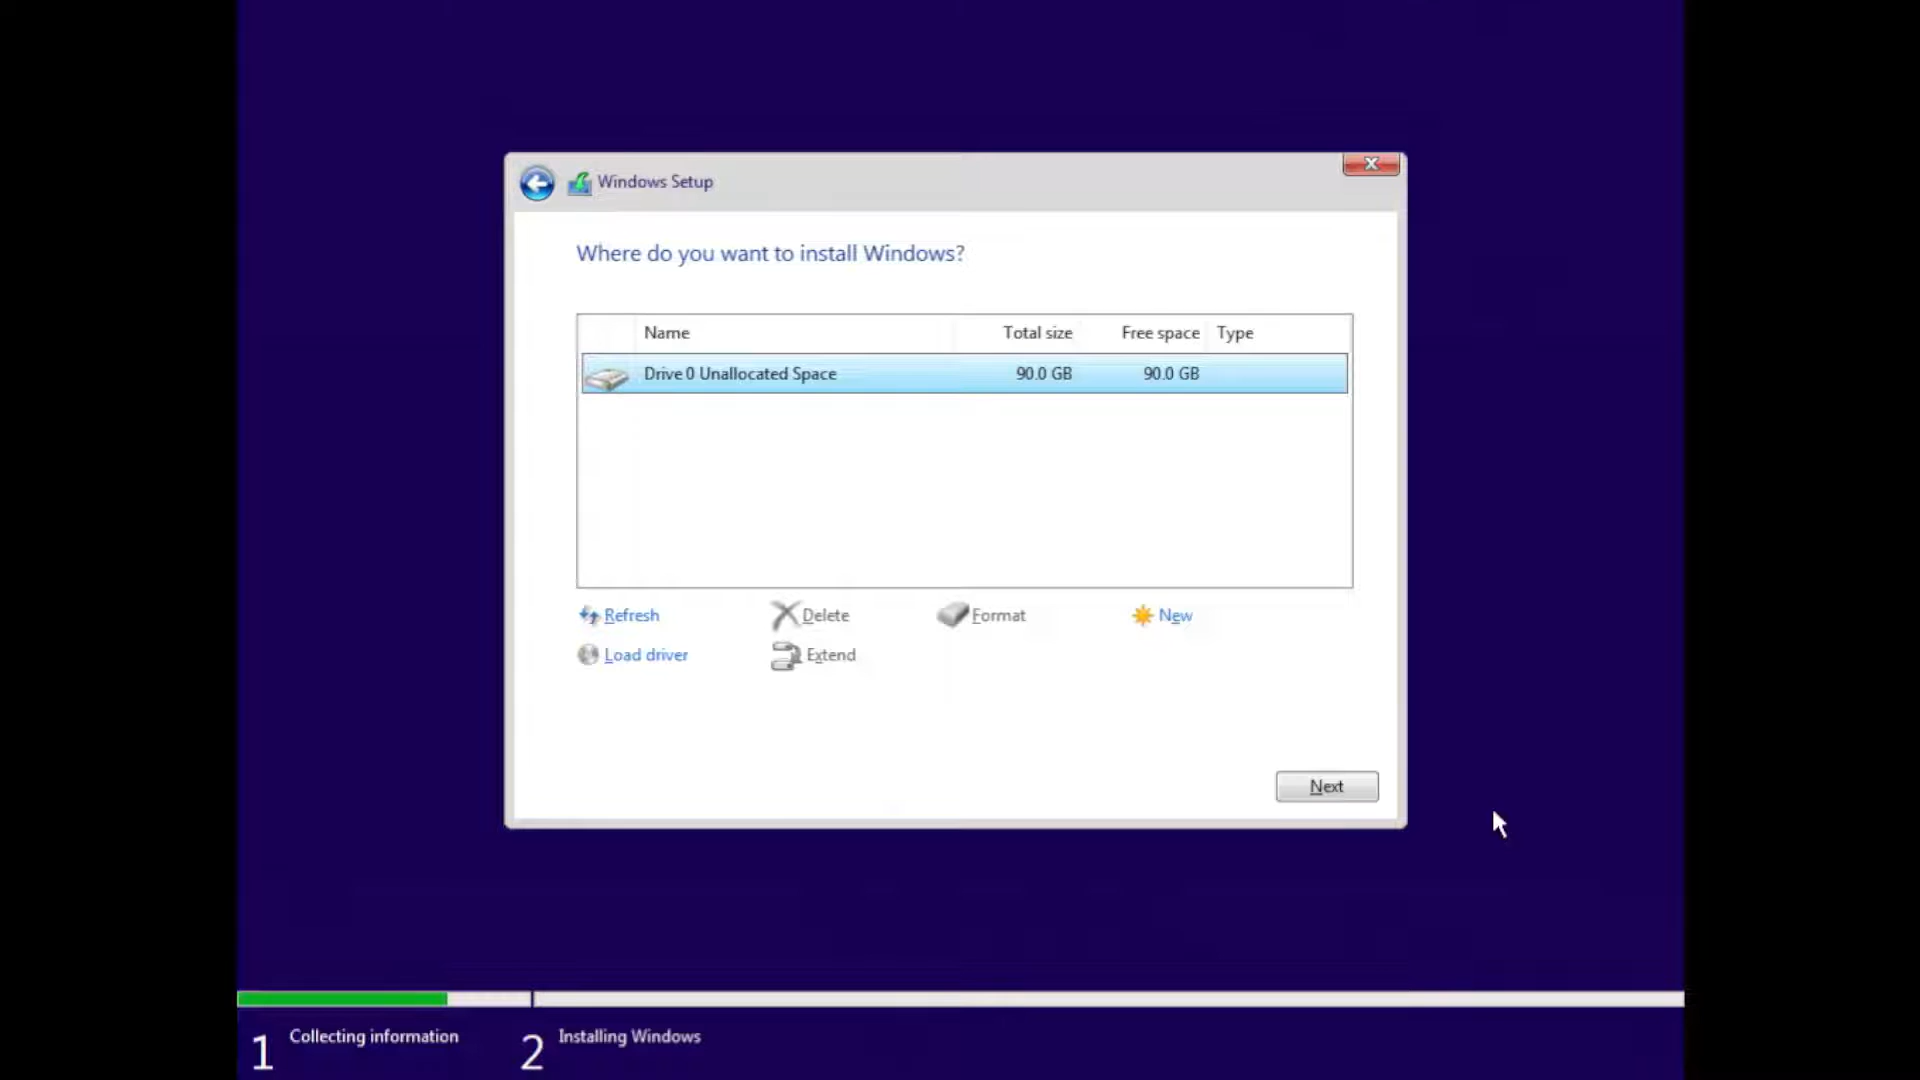 Windows Setup
Where do you want to install Windows?
Name Total size Free space Type
Drive 0 Unallocated Space 90.0 GB 90.0 GB
Refresh Delete Format New
Load driver Extend
Next
1 Collecting information 2 Installing Windows